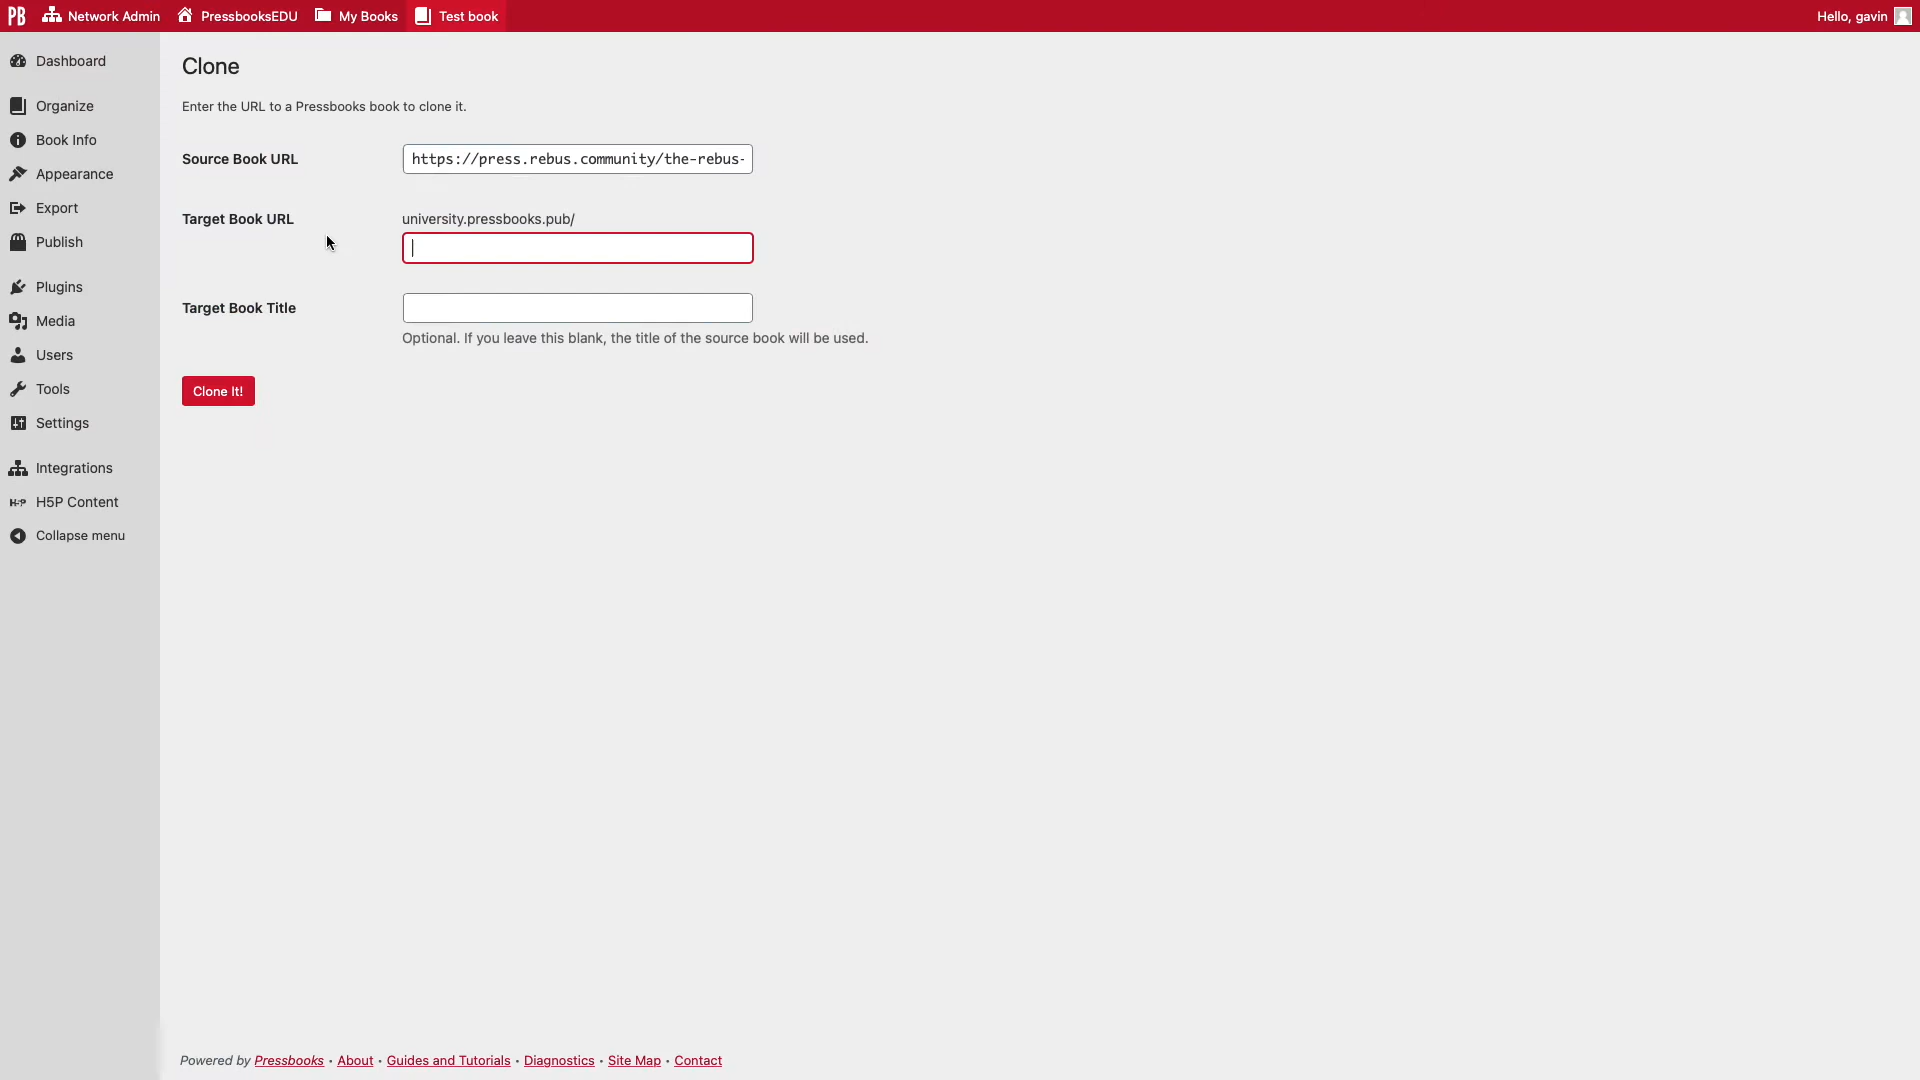 PB Network Admin PressbooksEDU My Books Test book Hello, gavin
Dashboard
Organize
Book Info
Appearance
Export
Publish
Plugins
Media
Users
Tools
Settings
Integrations
H5P H5P Content
Collapse menu
Clone
Enter the URL to a Pressbooks book to clone it.
Source Book URL https://press.rebus.community/the-rebus-
Target Book URL university.pressbooks.pub/
Target Book Title
Optional. If you leave this blank, the title of the source book will be used.
Clone It!
Powered by Pressbooks · About · Guides and Tutorials · Diagnostics · Site Map · Contact